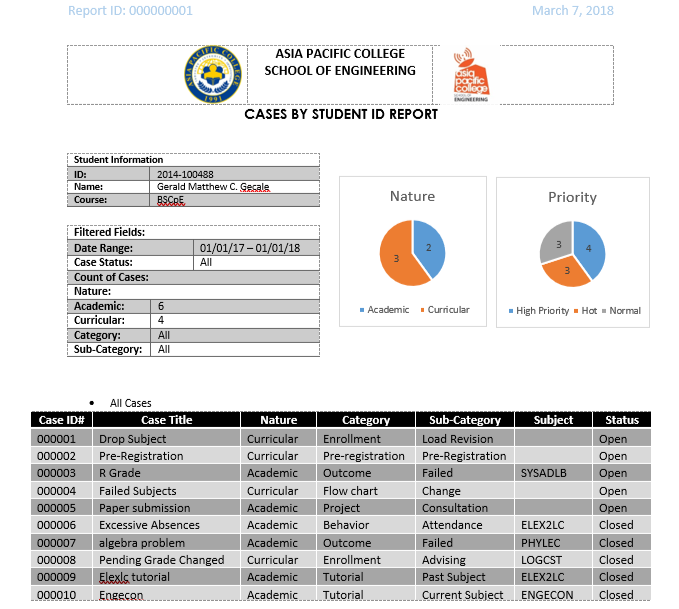 Report ID: 000000001 March 7, 2018
ASIA PACIFIC COLLEGE
SCHOOL OF ENGINEERING
ASIA PACIFIC COLLEGE
1991
asia
pacific
college
SCHOOL OF
ENGINEERING
CASES BY STUDENT ID REPORT
Student Information
ID: 2014-100488
Name: Gerald Matthew C. Gecale
Course: BSCpE
Filtered Fields:
Date Range: 01/01/17 – 01/01/18
Case Status: All
Count of Cases:
Nature:
Academic: 6
Curricular: 4
Category: All
Sub-Category: All
Nature
2
3
Academic Curricular
Priority
3 4
3
High Priority Hot Normal
• All Cases
Case ID# Case Title Nature Category Sub-Category Subject Status
000001 Drop Subject Curricular Enrollment Load Revision Open
000002 Pre-Registration Curricular Pre-registration Pre-Registration Open
000003 R Grade Academic Outcome Failed SYSADLB Open
000004 Failed Subjects Curricular Flow chart Change Open
000005 Paper submission Academic Project Consultation Open
000006 Excessive Absences Academic Behavior Attendance ELEX2LC Closed
000007 algebra problem Academic Outcome Failed PHYLEC Closed
000008 Pending Grade Changed Curricular Enrollment Advising LOGCST Closed
000009 Elexlc tutorial Academic Tutorial Past Subject ELEX2LC Closed
000010 Engecon Academic Tutorial Current Subject ENGECON Closed